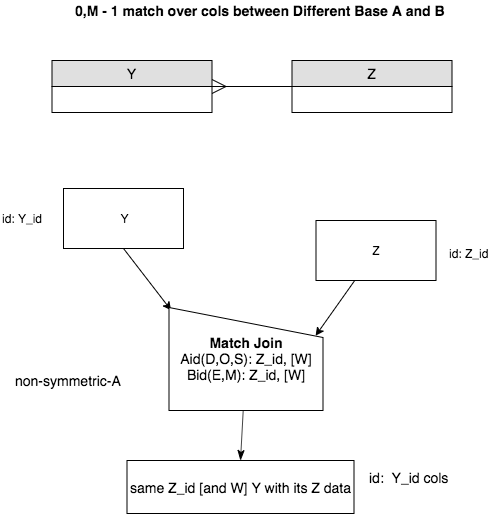 0,M - 1 match over cols between Different Base A and B
Y
Z
id: Y_id
Y
Z
id: Z_id
Match Join
Aid(D,O,S): Z_id, [W]
Bid(E,M): Z_id, [W]
non-symmetric-A
same Z_id [and W] Y with its Z data
id: Y_id cols